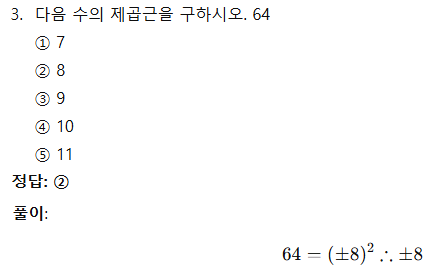 3. 다음 수의 제곱근을 구하시오. 64
① 7
② 8
③ 9
④ 10
⑤ 11
정답: ②
풀이:
64 = (±8)² ∴ ±8